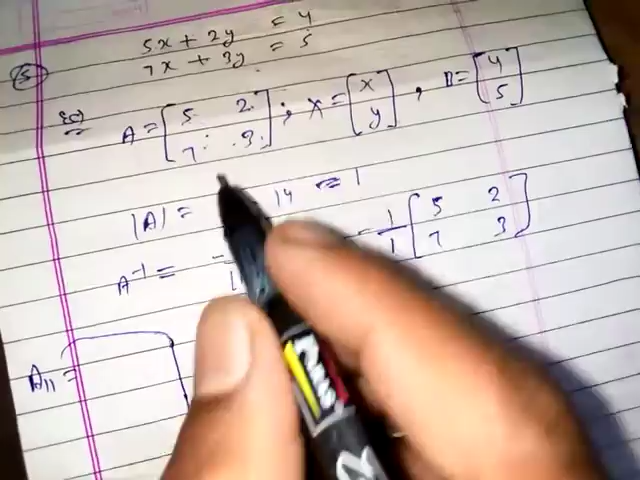 5x + 2y = 4
5 7x + 3y = 5
Sol) A = [5 2 7 3] ; X = [x y] , B = [4 5]
|A| = 14 = 1
A⁻¹ = = 1/1 [5 2 7 3]
A₁₁ =